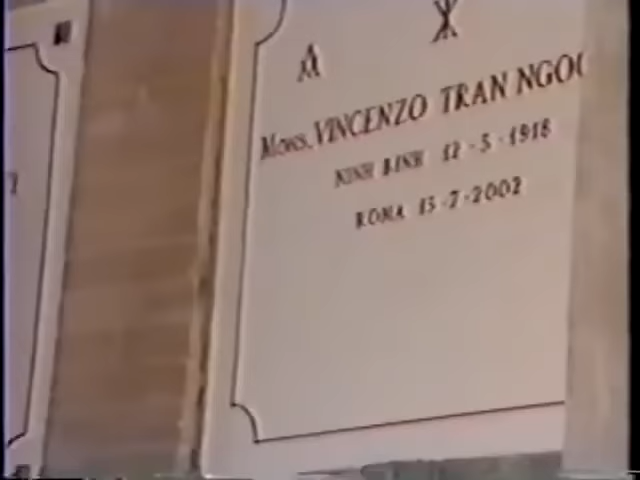 A
MONS. VINCENZO TRAN NGOC
NINH BINH 12-5-1918
ROMA 15-7-2002